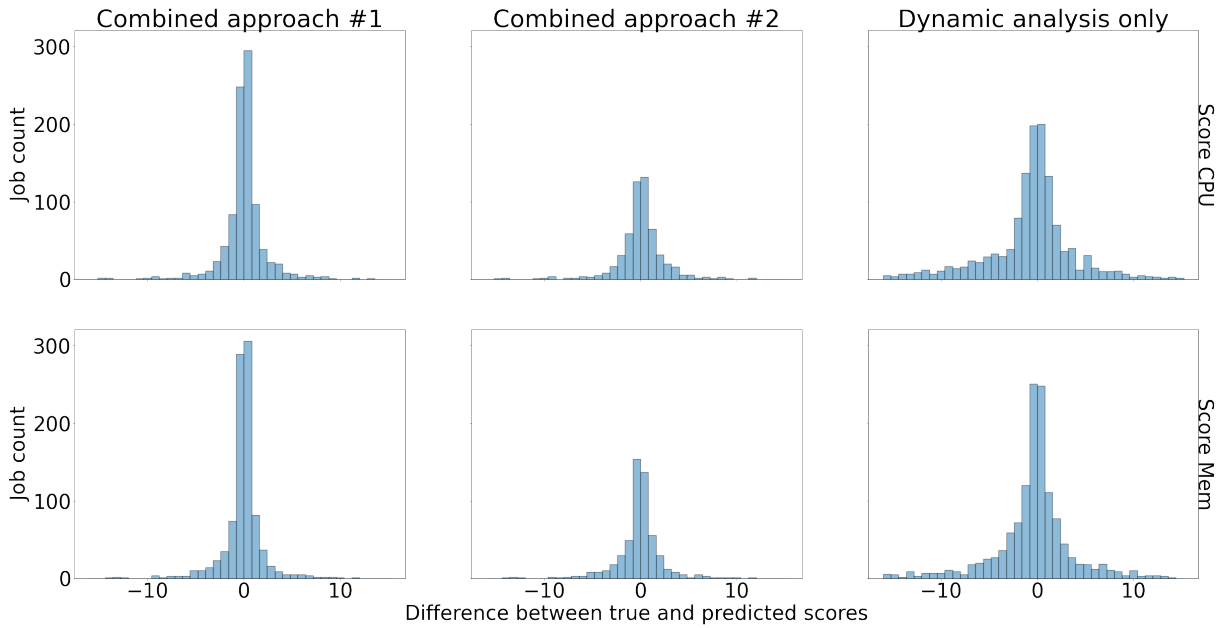 Combined approach #1
Combined approach #2
Dynamic analysis only
300
200
100
0
Job count
Score CPU
300
200
100
0
Job count
Score Mem
−10
0
10
−10
0
10
−10
0
10
Difference between true and predicted scores